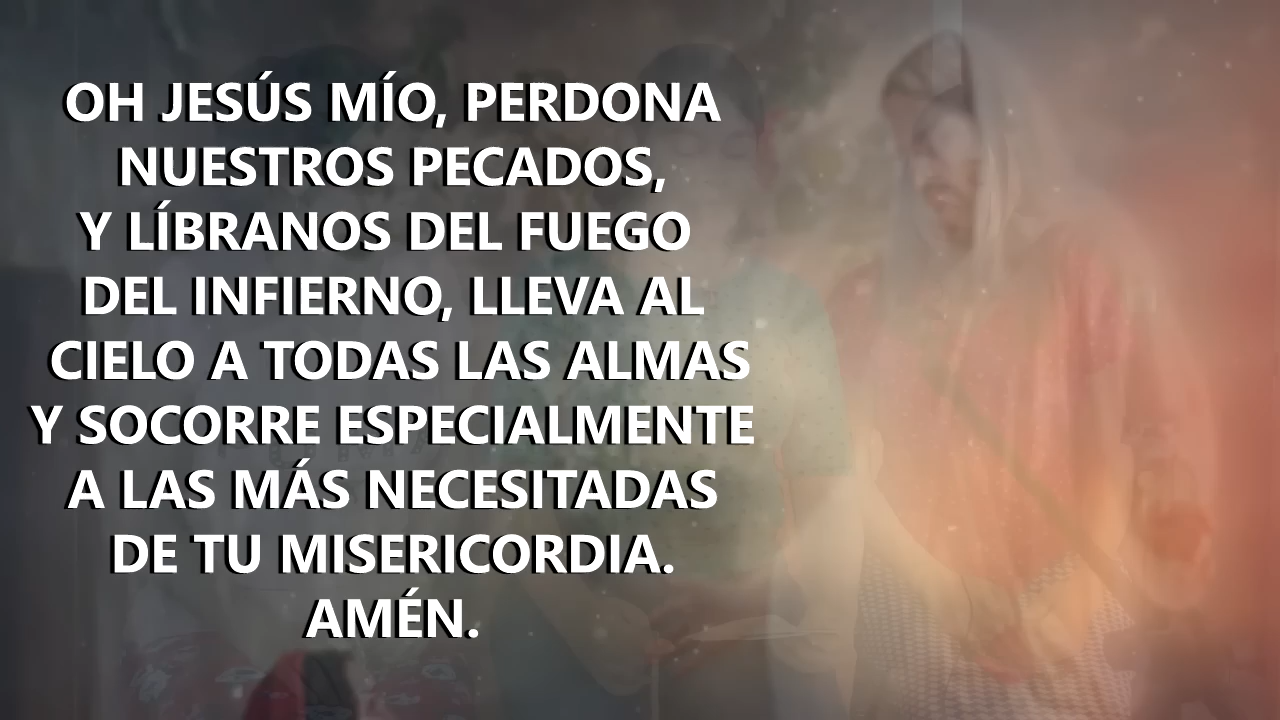 OH JESÚS MÍO, PERDONA
NUESTROS PECADOS,
Y LÍBRANOS DEL FUEGO
DEL INFIERNO, LLEVA AL
CIELO A TODAS LAS ALMAS
Y SOCORRE ESPECIALMENTE
A LAS MÁS NECESITADAS
DE TU MISERICORDIA.
AMÉN.